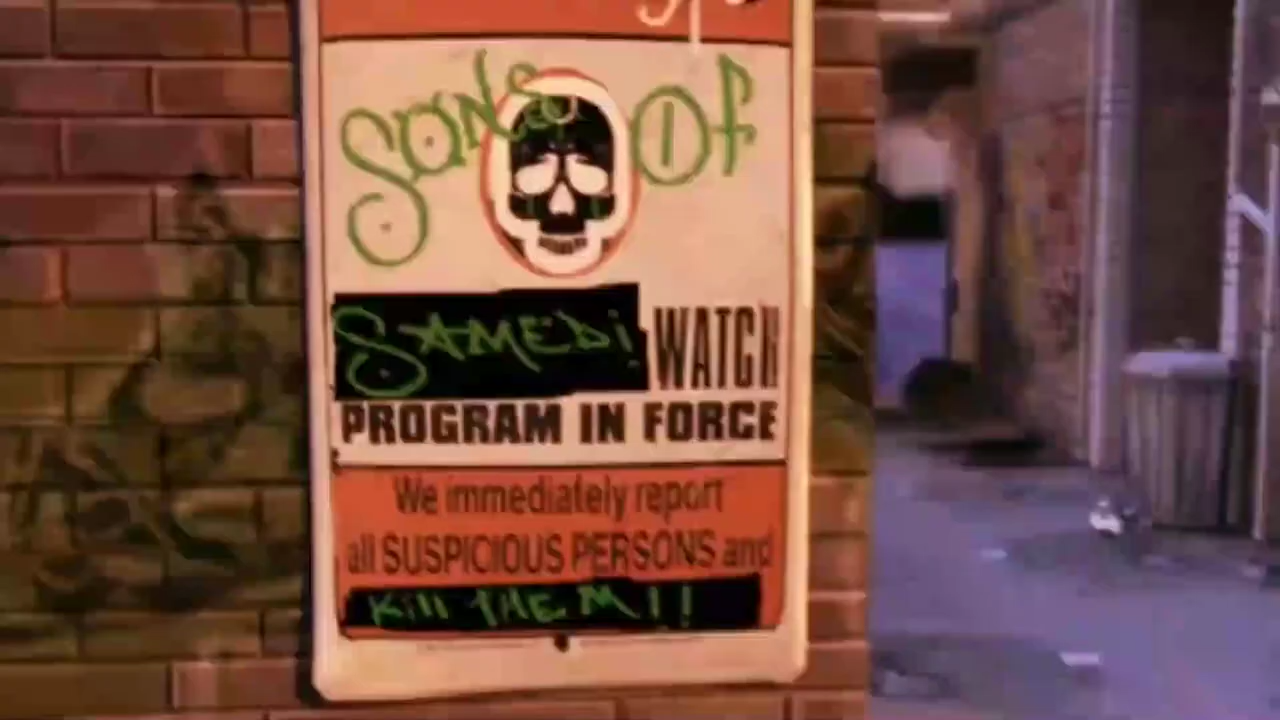 SONS OF
SAMEDI WATCH
PROGRAM IN FORCE
We immediately report
all SUSPICIOUS PERSONS and
Kill THEM!!